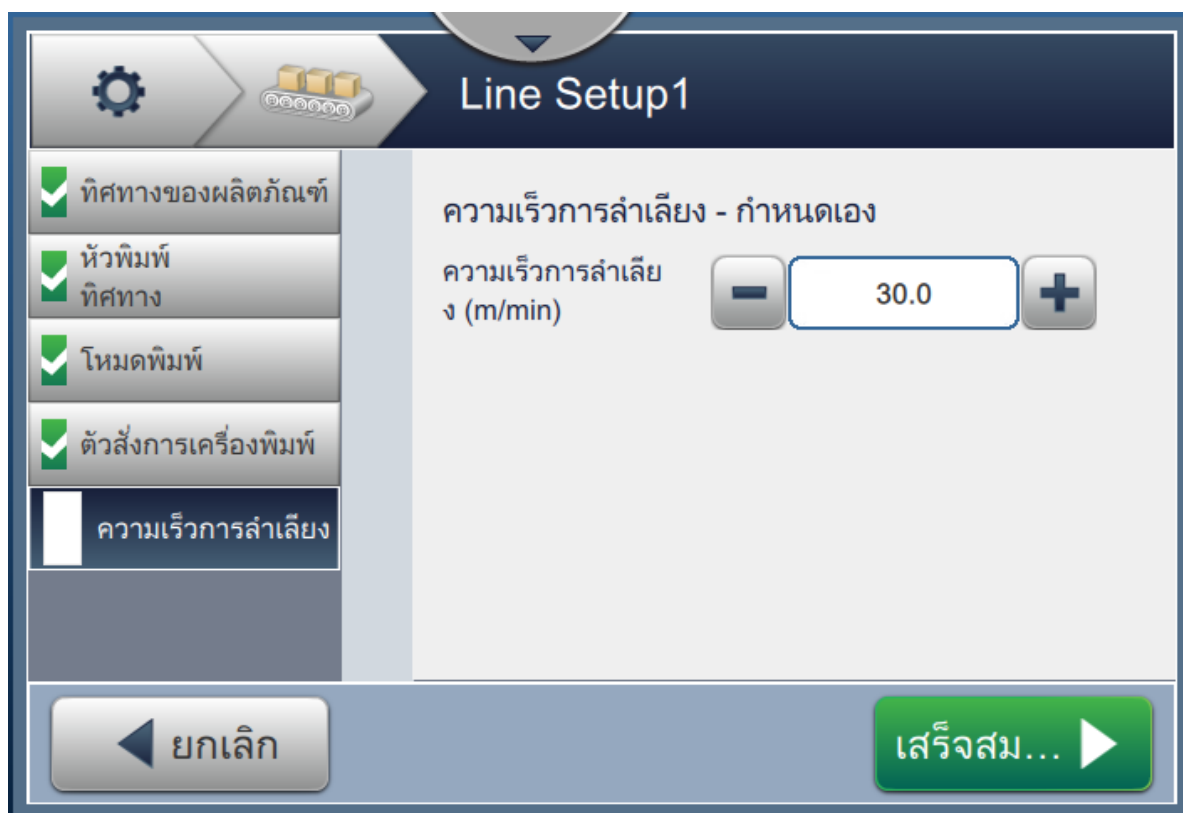 Line Setup1
ทิศทางของผลิตภัณฑ์
หัวพิมพ์
ทิศทาง
โหมดพิมพ์
ตัวสั่งการเครื่องพิมพ์
ความเร็วการลำเลียง
ความเร็วการลำเลียง - กำหนดเอง
ความเร็วการลำเลีย
ง (m/min)
30.0
ยกเลิก
เสร็จสม...